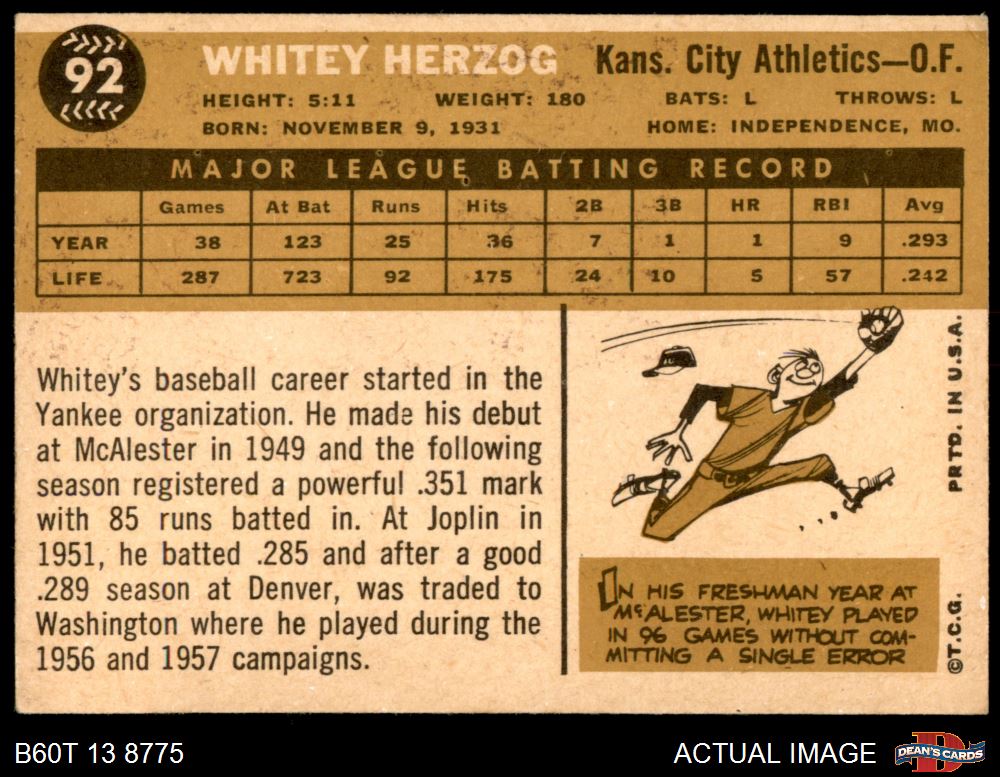 92
WHITEY HERZOG
Kans. City Athletics—O.F.
HEIGHT: 5:11 WEIGHT: 180 BATS: L THROWS: L
BORN: NOVEMBER 9, 1931 HOME: INDEPENDENCE, MO.
MAJOR LEAGUE BATTING RECORD
Games At Bat Runs Hits 2B 3B HR RBI Avg
YEAR 38 123 25 36 7 1 1 9 .293
LIFE 287 723 92 175 24 10 5 57 .242
Whitey's baseball career started in the
Yankee organization. He made his debut
at McAlester in 1949 and the following
season registered a powerful .351 mark
with 85 runs batted in. At Joplin in
1951, he batted .285 and after a good
.289 season at Denver, was traded to
Washington where he played during the
1956 and 1957 campaigns.
IN HIS FRESHMAN YEAR AT
McALESTER, WHITEY PLAYED
IN 96 GAMES WITHOUT COM-
MITTING A SINGLE ERROR
©T.C.G. PRTD. IN U.S.A.
B60T 13 8775
ACTUAL IMAGE
D
DEAN'S CARDS